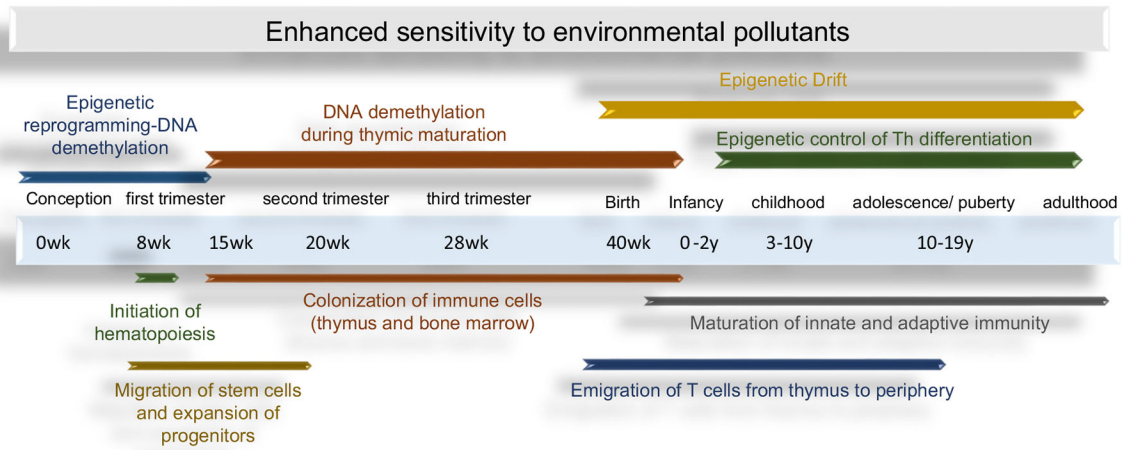 Enhanced sensitivity to environmental pollutants
Epigenetic Drift
Epigenetic
reprogramming-DNA
demethylation
DNA demethylation
during thymic maturation
Epigenetic control of Th differentiation
Conception first trimester second trimester third trimester Birth Infancy childhood adolescence/ puberty adulthood
0wk 8wk 15wk 20wk 28wk 40wk 0-2y 3-10y 10-19y
Initiation of
hematopoiesis
Colonization of immune cells
(thymus and bone marrow)
Maturation of innate and adaptive immunity
Migration of stem cells
and expansion of
progenitors
Emigration of T cells from thymus to periphery